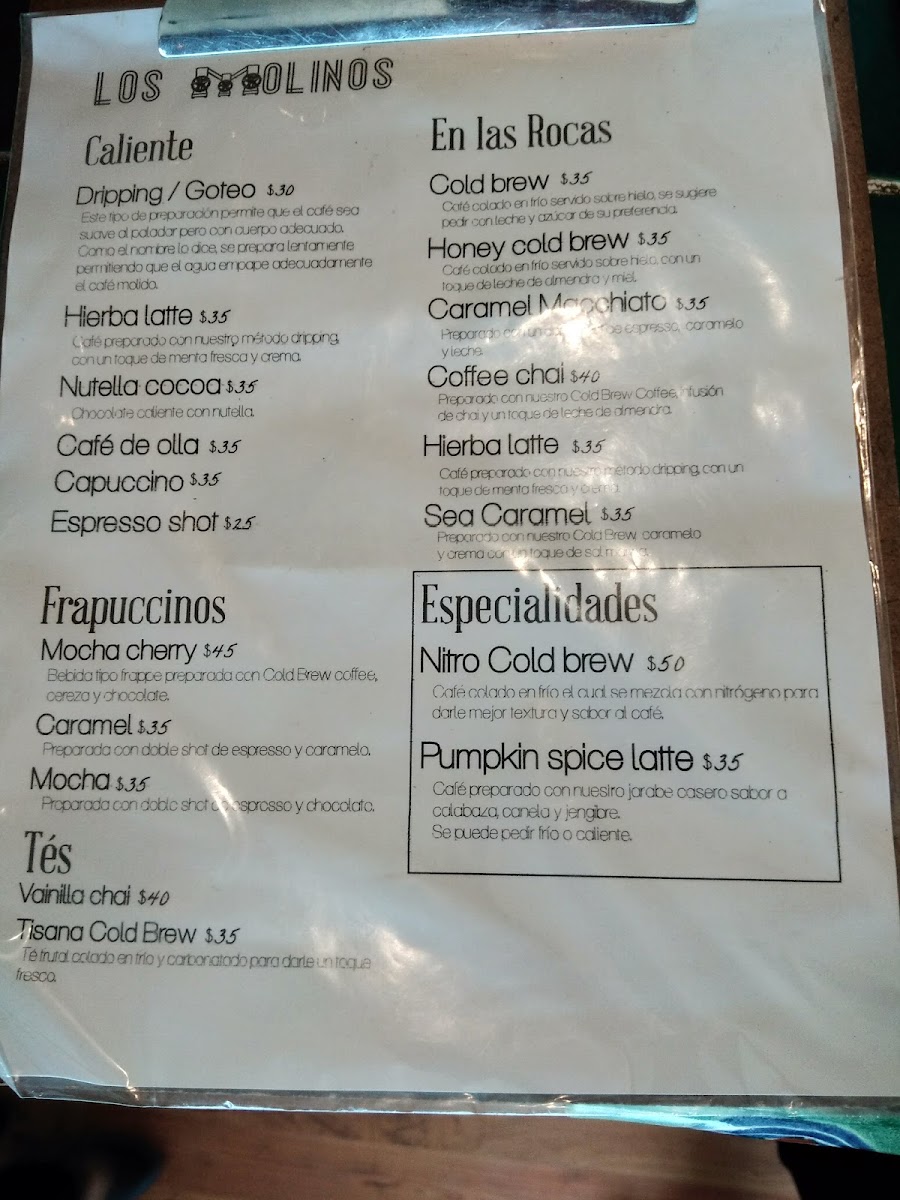 LOS MOLINOS
Caliente
Dripping / Goteo $30
Este tipo de preparación permite que el café sea
suave al paladar pero con cuerpo adecuado.
Como el nombre lo dice, se prepara lentamente
permitiendo que el agua empape adecuadamente
el café molido.
Hierba latte $35
Café preparado con nuestro método dripping,
con un toque de menta fresca y crema.
Nutella cocoa $35
Chocolate caliente con nutella.
Café de olla $35
Capuccino $35
Espresso shot $25
Frapuccinos
Mocha cherry $45
Bebida tipo frappe preparada con Cold Brew coffee,
cereza y chocolate.
Caramel $35
Preparada con doble shot de espresso y caramelo.
Mocha $35
Preparada con doble shot de espresso y chocolate.
Tés
Vainilla chai $40
Tisana Cold Brew $35
Té frutal colado en frío y carbonatado para darle un toque
fresco.
En las Rocas
Cold brew $35
Café colado en frío servido sobre hielo, se sugiere
pedir con leche y azúcar de su preferencia.
Honey cold brew $35
Café colado en frío servido sobre hielo, con un
toque de leche de almendra y miel.
Caramel Macchiato $35
Preparado con un espresso, caramelo
y leche.
Coffee chai $40
Preparado con nuestro Cold Brew Coffee, infusión
de chai y un toque de leche de almendra.
Hierba latte $35
Café preparado con nuestro método dripping, con un
toque de menta fresca y crema.
Sea Caramel $35
Preparado con nuestro Cold Brew, caramelo
y crema con un toque de sal marina.
Especialidades
Nitro Cold brew $50
Café colado en frío el cual se mezcla con nitrógeno para
darle mejor textura y sabor al café.
Pumpkin spice latte $35
Café preparado con nuestro jarabe casero sabor a
calabaza, canela y jengibre.
Se puede pedir frío o caliente.